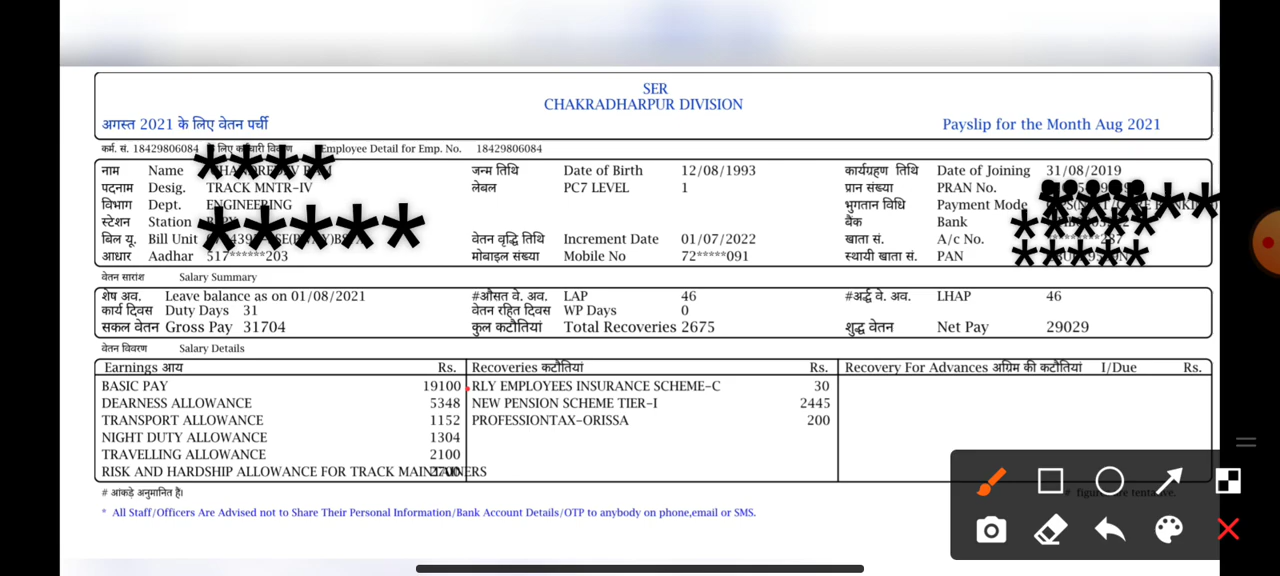 SER
CHAKRADHARPUR DIVISION
अगस्त 2021 के लिए वेतन पर्ची Payslip for the Month Aug 2021
कर्म. सं. 18429806084 Employee Detail for Emp. No. 18429806084
नाम Name जन्म तिथि Date of Birth 12/08/1993 कार्यग्रहण तिथि Date of Joining 31/08/2019
पदनाम Desig. TRACK MNTR-IV लेबल PC7 LEVEL 1 प्रान संख्या PRAN No.
विभाग Dept. ENGINEERING भुगतान विधि Payment Mode
स्टेशन Station बैंक Bank
बिल यू. Bill Unit वेतन वृद्धि तिथि Increment Date 01/07/2022 खाता सं. A/c No.
आधार Aadhar 517******203 मोबाइल संख्या Mobile No 72*****091 स्थायी खाता सं. PAN
वेतन सारांश Salary Summary
शेष अव. Leave balance as on 01/08/2021 #औसत वे. अव. LAP 46 #अर्द्ध वे. अव. LHAP 46
कार्य दिवस Duty Days 31 वेतन रहित दिवस WP Days 0
सकल वेतन Gross Pay 31704 कुल कटौतियां Total Recoveries 2675 शुद्ध वेतन Net Pay 29029
वेतन विवरण Salary Details
Earnings आय Rs. Recoveries कटौतियां Rs. Recovery For Advances अग्रिम की कटौतियां I/Due Rs.
BASIC PAY 19100 RLY EMPLOYEES INSURANCE SCHEME-C 30
DEARNESS ALLOWANCE 5348 NEW PENSION SCHEME TIER-I 2445
TRANSPORT ALLOWANCE 1152 PROFESSIONTAX-ORISSA 200
NIGHT DUTY ALLOWANCE 1304
TRAVELLING ALLOWANCE 2100
RISK AND HARDSHIP ALLOWANCE FOR TRACK MAINTAINERS 2700
# आंकड़े अनुमानित है।
* All Staff/Officers Are Advised not to Share Their Personal Information/Bank Account Details/OTP to anybody on phone,email or SMS.